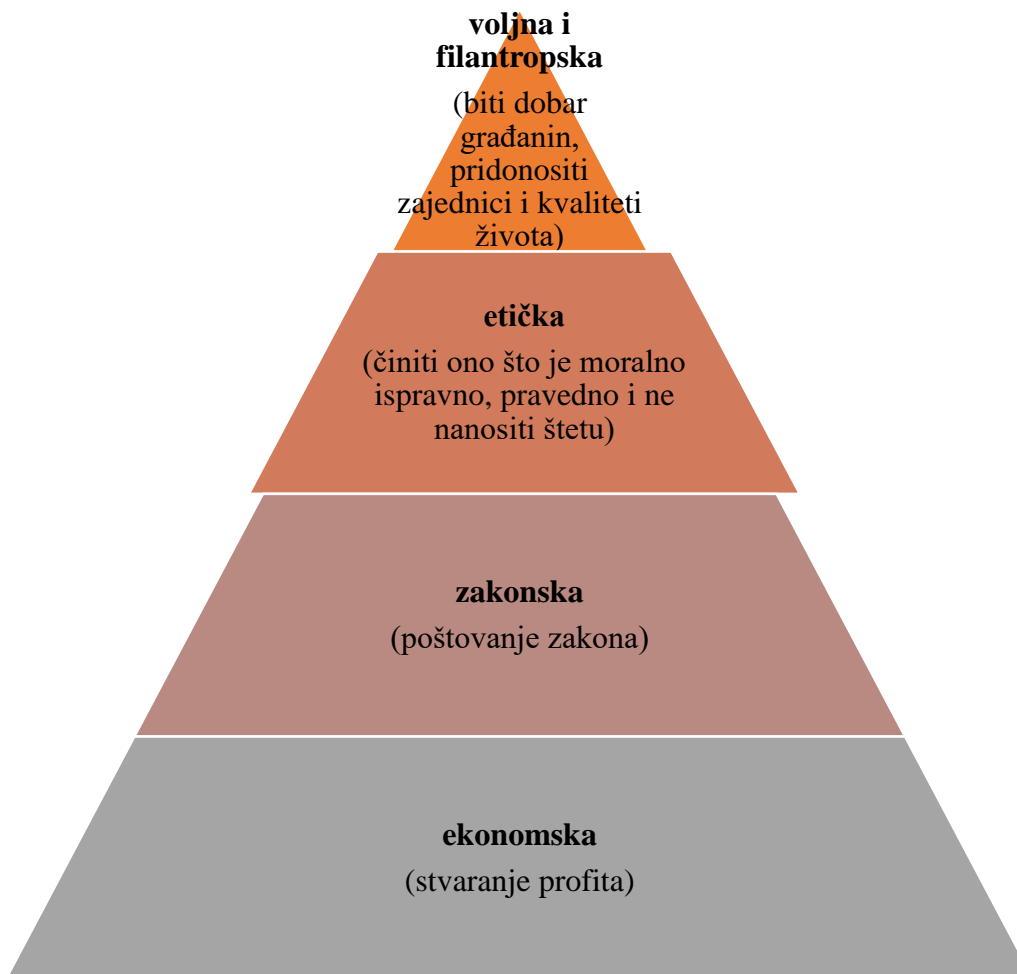 voljna i
filantropska
(biti dobar
građanin,
pridonositi
zajednici i kvaliteti
života)
etička
(činiti ono što je moralno
ispravno, pravedno i ne
nanositi štetu)
zakonska
(poštovanje zakona)
ekonomska
(stvaranje profita)